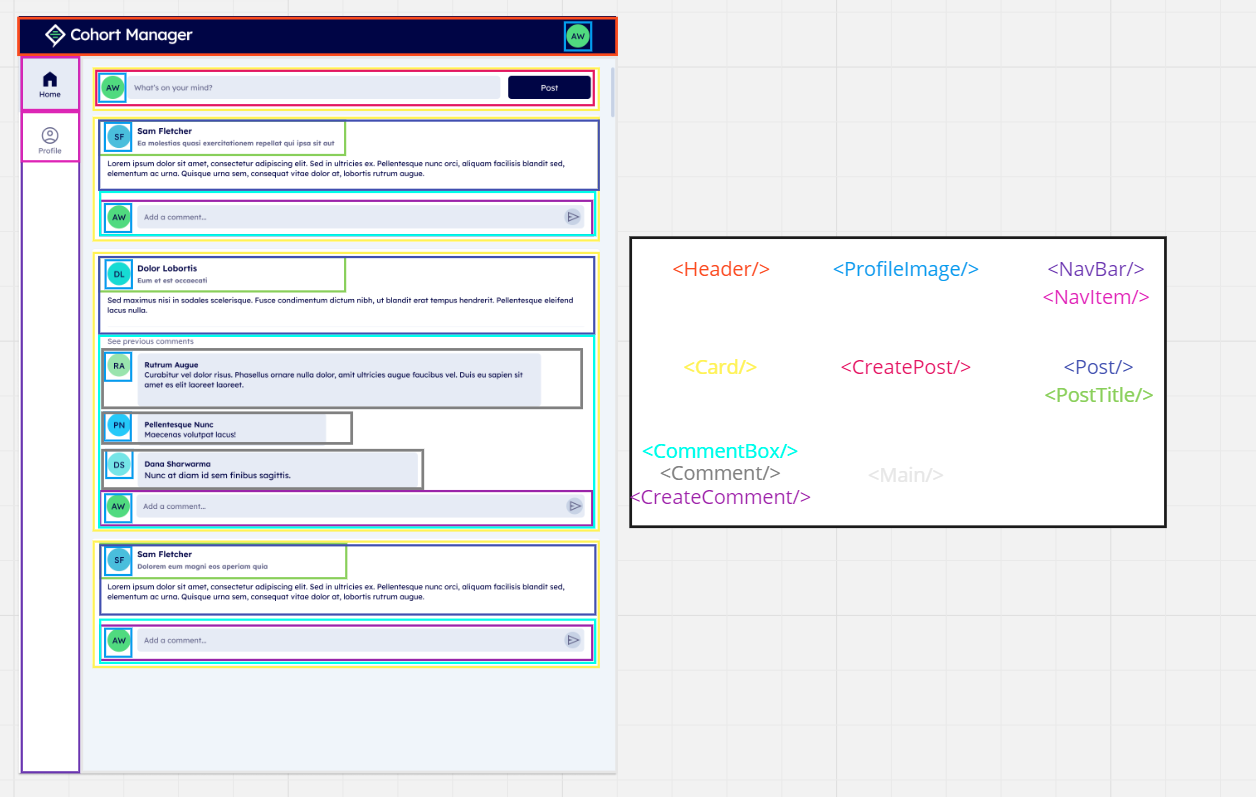 Cohort Manager
AW
Home
Profile
AW
What's on your mind?
Post
SF
Sam Fletcher
Ea molestias quasi exercitationem repellat qui ipsa sit aut
Lorem ipsum dolor sit amet, consectetur adipiscing elit. Sed in ultricies ex. Pellentesque nunc orci, aliquam facilisis blandit sed,
elementum ac urna. Quisque urna sem, consequat vitae dolor at, lobortis rutrum augue.
AW
Add a comment...
DL
Dolor Lobortis
Eum et est occaecati
Sed maximus nisi in sodales scelerisque. Fusce condimentum dictum nibh, ut blandit erat tempus hendrerit. Pellentesque eleifend
lacus nulla.
See previous comments
RA
Rutrum Augue
Curabitur vel dolor risus. Phasellus ornare nulla dolor, amit ultricies augue faucibus vel. Duis eu sapien sit
amet es elit laoreet laoreet.
PN
Pellentesque Nunc
Maecenas volutpat lacus!
DS
Dana Sharwarma
Nunc at diam id sem finibus sagittis.
AW
Add a comment...
SF
Sam Fletcher
Dolorem eum magni eos aperiam quia
Lorem ipsum dolor sit amet, consectetur adipiscing elit. Sed in ultricies ex. Pellentesque nunc orci, aliquam facilisis blandit sed,
elementum ac urna. Quisque urna sem, consequat vitae dolor at, lobortis rutrum augue.
AW
Add a comment...
<Header/>
<ProfileImage/>
<NavBar/>
<NavItem/>
<Card/>
<CreatePost/>
<Post/>
<PostTitle/>
<CommentBox/>
<Comment/>
<CreateComment/>
<Main/>